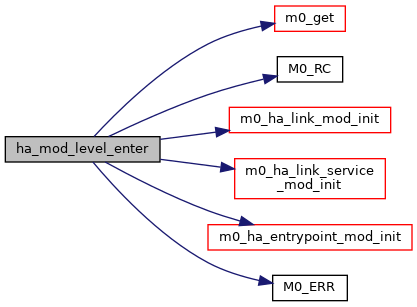 m0_get
M0_RC
m0_ha_link_mod_init
ha_mod_level_enter
m0_ha_link_service
_mod_init
m0_ha_entrypoint_mod_init
M0_ERR